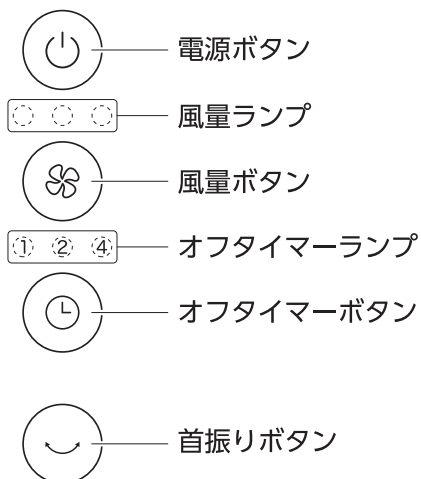 電源ボタン
風量ランプ
風量ボタン
1 2 4 オフタイマーランプ
オフタイマーボタン
首振りボタン